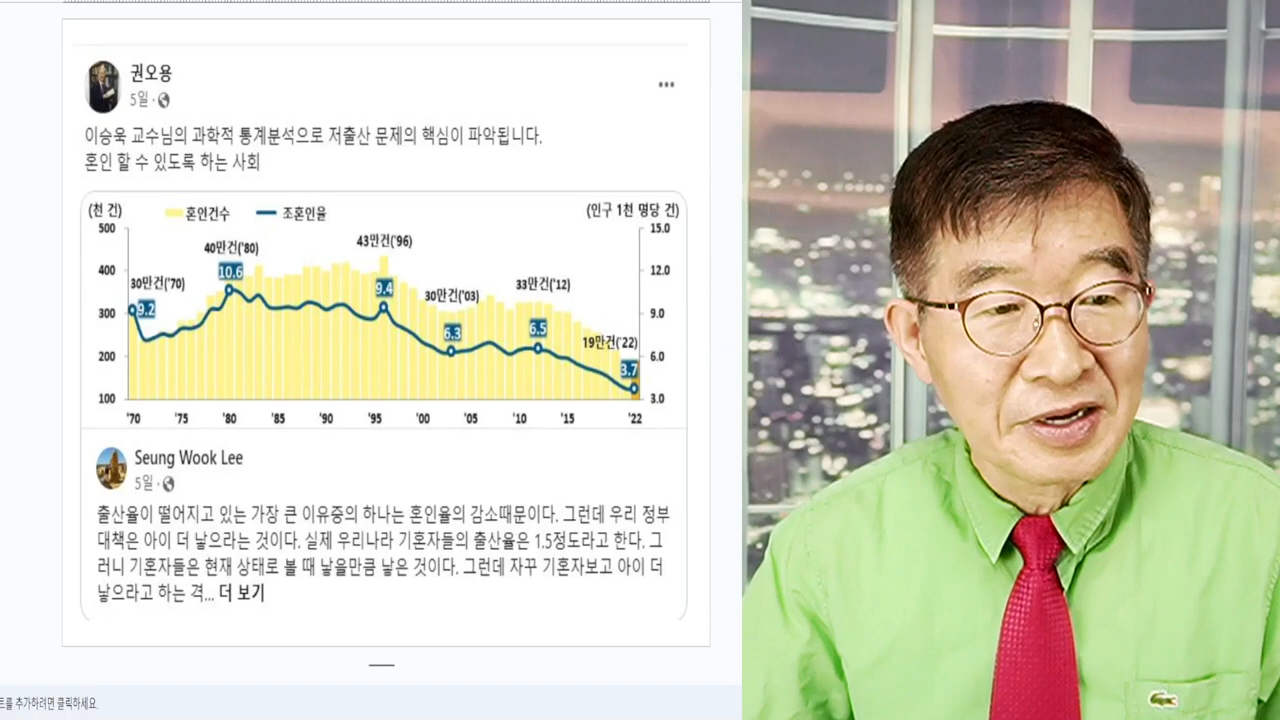 권오용
5일 ·
이승욱 교수님의 과학적 통계분석으로 저출산 문제의 핵심이 파악됩니다.
혼인 할 수 있도록 하는 사회
(천 건) 혼인건수 조혼인율 (인구 1천 명당 건)
500 15.0
40만건('80) 43만건('96)
400 10.6 12.0
30만건('70) 9.4 30만건('03) 33만건('12)
300 9.2 9.0
6.3 6.5 19만건('22)
200 6.0
3.7
100 3.0
'70 '75 '80 '85 '90 '95 '00 '05 '10 '15 '22
Seung Wook Lee
5일 ·
출산율이 떨어지고 있는 가장 큰 이유중의 하나는 혼인율의 감소때문이다. 그런데 우리 정부
대책은 아이 더 낳으라는 것이다. 실제 우리나라 기혼자들의 출산율은 1.5정도라고 한다. 그
러니 기혼자들은 현재 상태로 볼 때 낳을만큼 낳은 것이다. 그런데 자꾸 기혼자보고 아이 더
낳으라고 하는 격... 더 보기
트를 추가하려면 클릭하세요.